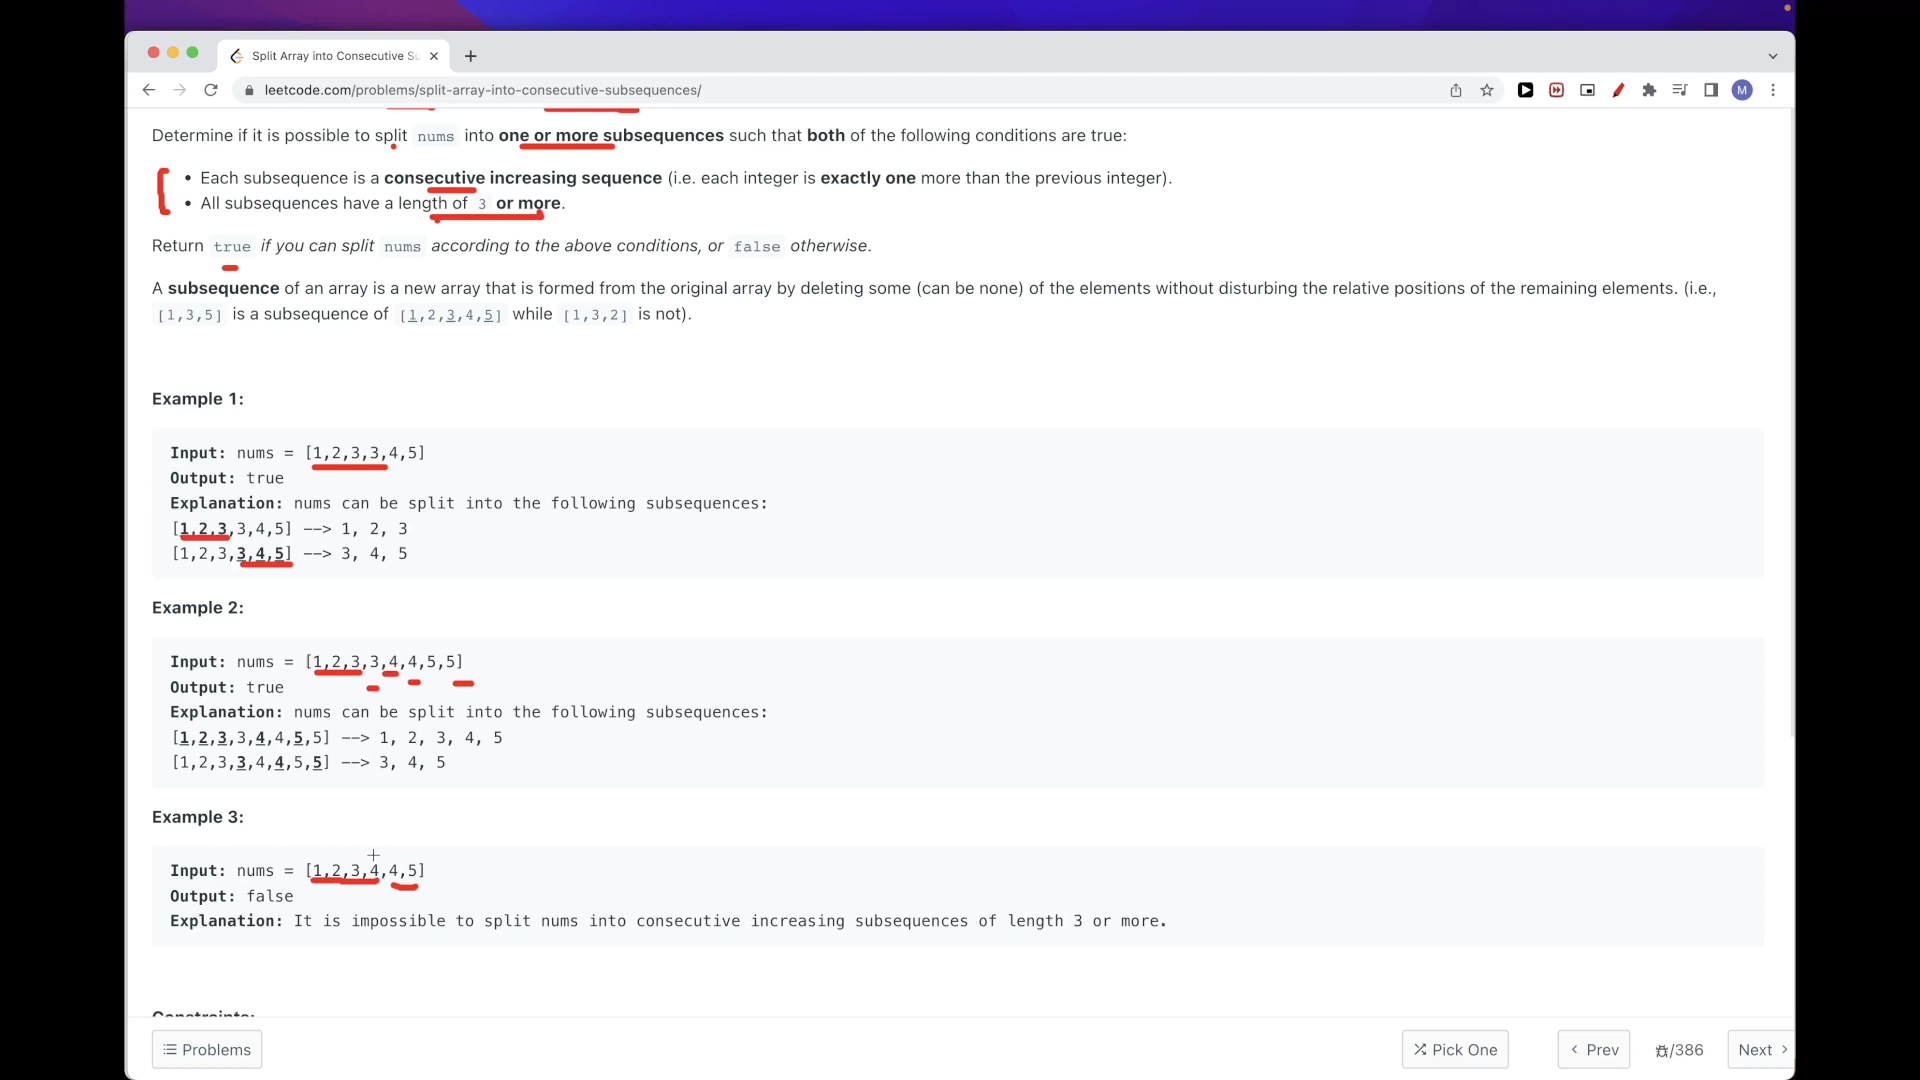 Split Array into Consecutive Su
leetcode.com/problems/split-array-into-consecutive-subsequences/
M
Determine if it is possible to split nums into one or more subsequences such that both of the following conditions are true:
• Each subsequence is a consecutive increasing sequence (i.e. each integer is exactly one more than the previous integer).
• All subsequences have a length of 3 or more.
Return true if you can split nums according to the above conditions, or false otherwise.
A subsequence of an array is a new array that is formed from the original array by deleting some (can be none) of the elements without disturbing the relative positions of the remaining elements. (i.e.,
[1,3,5] is a subsequence of [1,2,3,4,5] while [1,3,2] is not).
Example 1:
Input: nums = [1,2,3,3,4,5]
Output: true
Explanation: nums can be split into the following subsequences:
[1,2,3,3,4,5] --> 1, 2, 3
[1,2,3,3,4,5] --> 3, 4, 5
Example 2:
Input: nums = [1,2,3,3,4,4,5,5]
Output: true
Explanation: nums can be split into the following subsequences:
[1,2,3,3,4,4,5,5] --> 1, 2, 3, 4, 5
[1,2,3,3,4,4,5,5] --> 3, 4, 5
Example 3:
Input: nums = [1,2,3,4,4,5]
Output: false
Explanation: It is impossible to split nums into consecutive increasing subsequences of length 3 or more.
Constraints:
Problems
Pick One
Prev
/386
Next